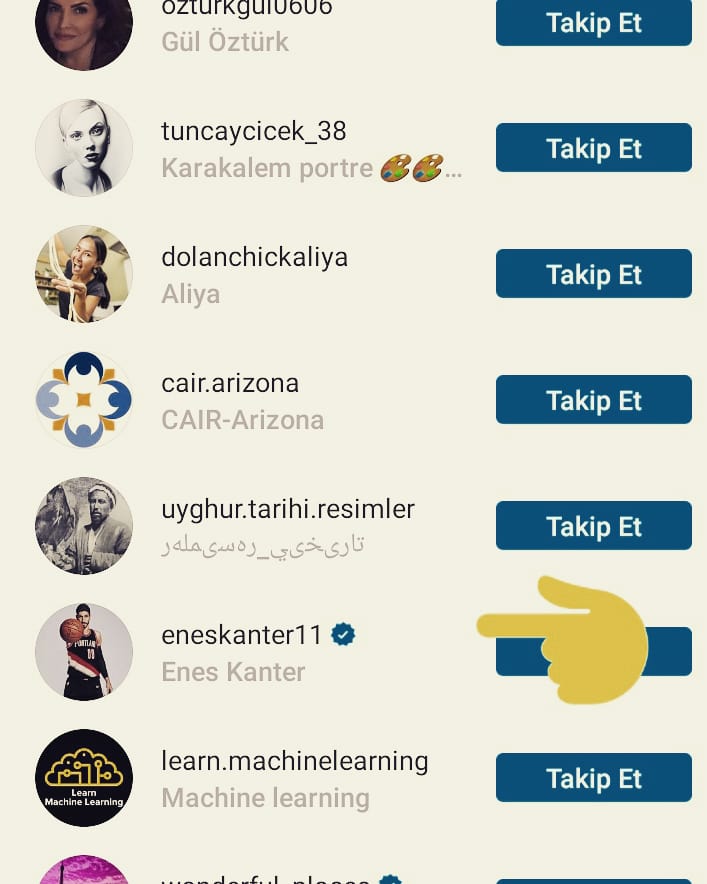 ozturkgul0606
Gül Öztürk
Takip Et
tuncaycicek_38
Karakalem portre 🎨🎨...
Takip Et
dolanchickaliya
Aliya
Takip Et
cair.arizona
CAIR-Arizona
Takip Et
uyghur.tarihi.resimler
تارىخىي_رەسىملەر
Takip Et
eneskanter11
Enes Kanter
PORTLAND
00
Learn
Machine Learning
learn.machinelearning
Machine learning
Takip Et